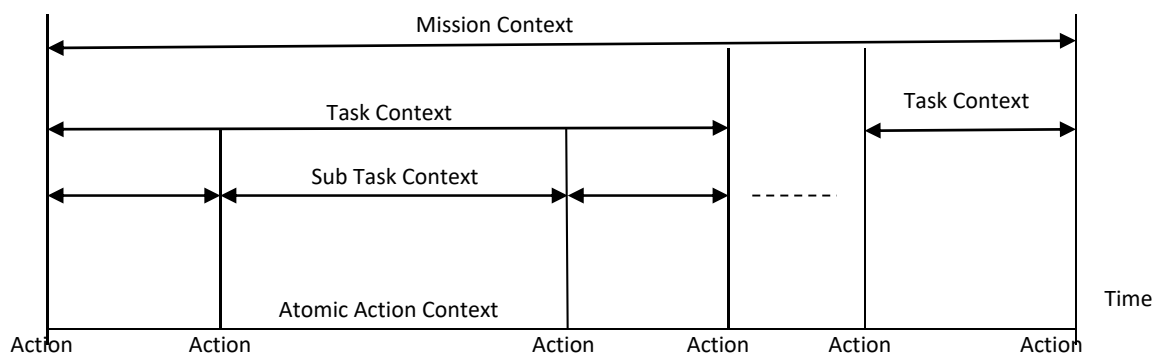 Mission Context
Task Context
Task Context
Sub Task Context
Atomic Action Context
Time
Action Action Action Action Action Action